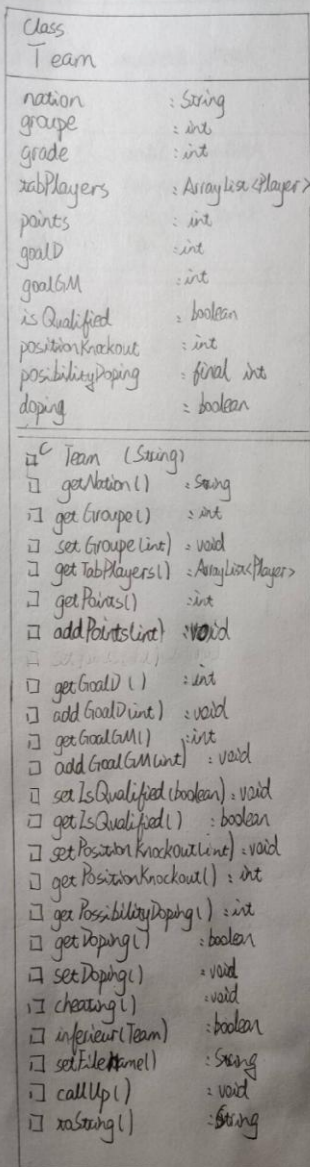 Class
Team
nation : String
groupe : int
grade : int
tabPlayers : ArrayList<Player>
points : int
goalD : int
goalGM : int
isQualified : boolean
positionKnockout : int
posibilityDoping : final int
doping : boolean
C Team (String)
getNation() : String
getGroupe() : int
setGroupe(int) : void
getTabPlayers() : ArrayList<Player>
getPoints() : int
addPoints(int) : void
getGoalD() : int
addGoalD(int) : void
getGoalGM() : int
addGoalGM(int) : void
setIsQualified(boolean) : void
getIsQualified() : boolean
setPositionKnockout(int) : void
getPositionKnockout() : int
getPossibilityDoping() : int
getDoping() : boolean
setDoping() : void
cheating() : void
inferieur(Team) : boolean
setFileName() : String
callUp() : void
toString() : String